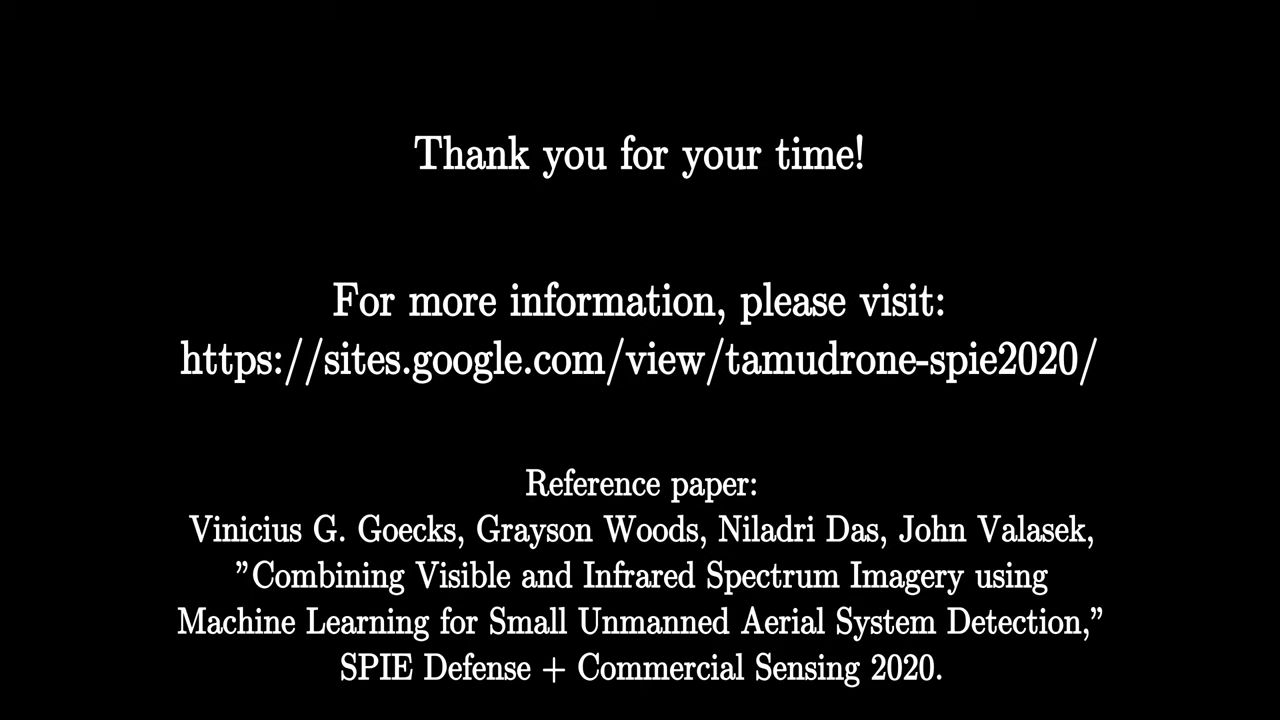 Thank you for your time!
For more information, please visit:
https://sites.google.com/view/tamudrone-spie2020/
Reference paper:
Vinicius G. Goecks, Grayson Woods, Niladri Das, John Valasek,
”Combining Visible and Infrared Spectrum Imagery using
Machine Learning for Small Unmanned Aerial System Detection,”
SPIE Defense + Commercial Sensing 2020.